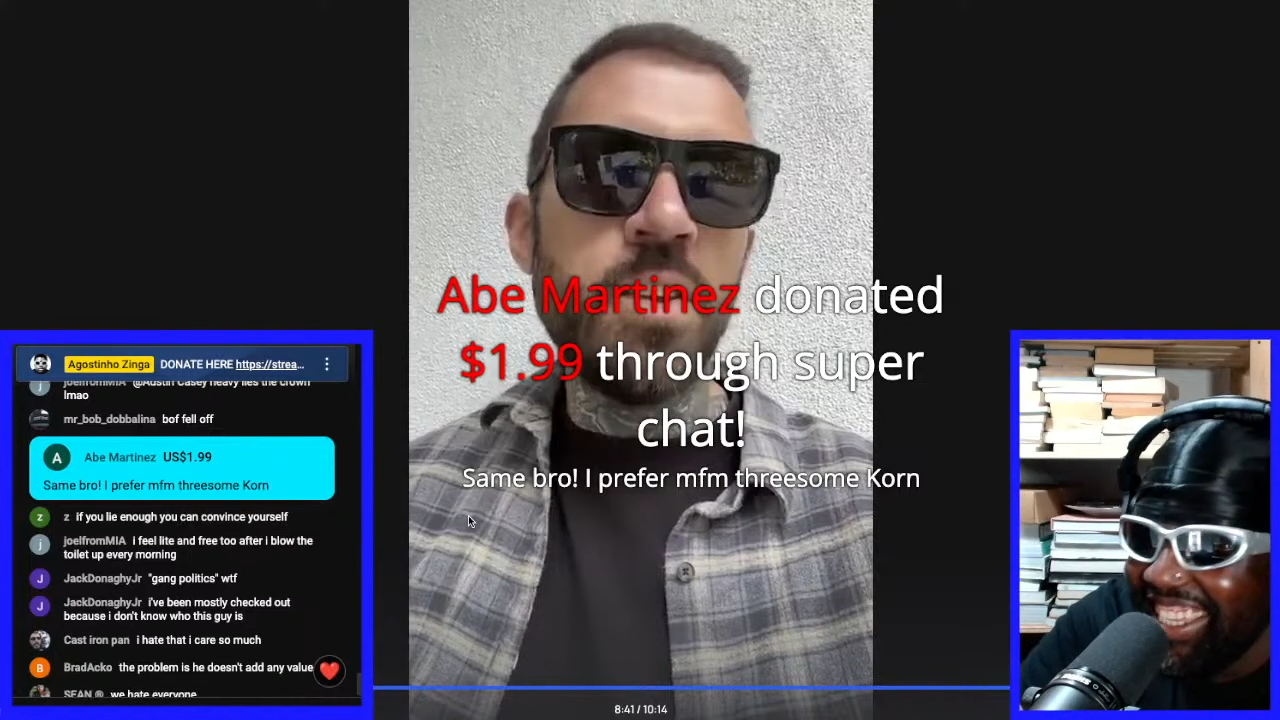 Abe Martinez donated
$1.99 through super
chat!
Same bro! I prefer mfm threesome Korn
Agostinho Zinga DONATE HERE https://strea...
joelfromMIA @Austin Casey heavy lies the crown
lmao
mr_bob_dobbalina bof fell off
A Abe Martinez US$1.99
Same bro! I prefer mfm threesome Korn
z z if you lie enough you can convince yourself
j joelfromMIA i feel lite and free too after i blow the
toilet up every morning
J JackDonaghyJr "gang politics" wtf
J JackDonaghyJr i've been mostly checked out
because i don't know who this guy is
Cast iron pan i hate that i care so much
B BradAcko the problem is he doesn't add any value
SEAN ® we hate everyone
8:41 / 10:14